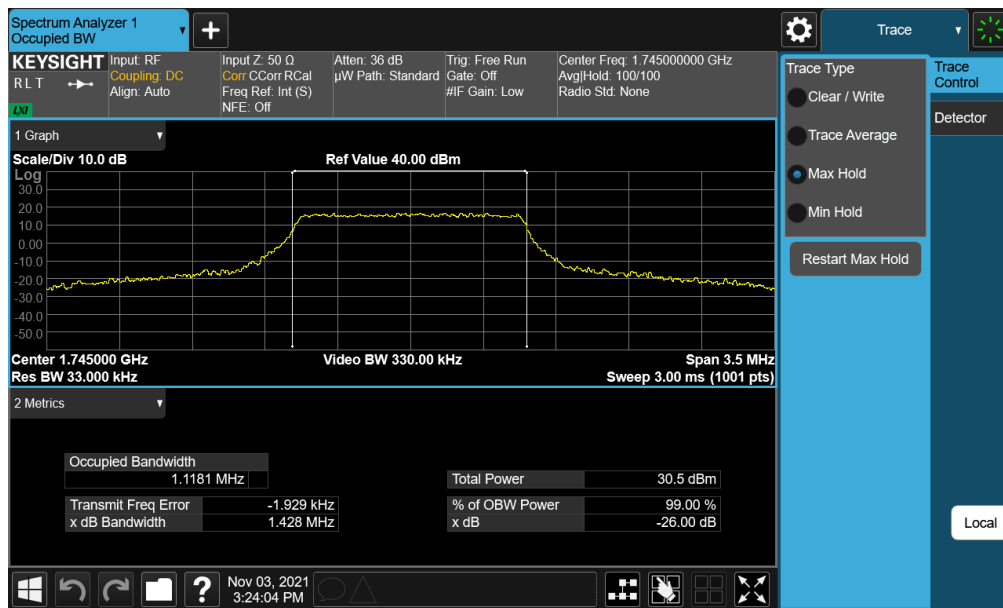 Spectrum Analyzer 1
Occupied BW
Trace
KEYSIGHT
RLT
LXI
Input: RF
Coupling: DC
Align: Auto
Input Z: 50 Ω
Corr CCorr RCal
Freq Ref: Int (S)
NFE: Off
Atten: 36 dB
µW Path: Standard
Trig: Free Run
Gate: Off
#IF Gain: Low
Center Freq: 1.745000000 GHz
Avg|Hold: 100/100
Radio Std: None
1 Graph
Scale/Div 10.0 dB
Ref Value 40.00 dBm
Log
30.0
20.0
10.0
0.00
-10.0
-20.0
-30.0
-40.0
-50.0
Center 1.745000 GHz
Video BW 330.00 kHz
Span 3.5 MHz
Res BW 33.000 kHz
Sweep 3.00 ms (1001 pts)
2 Metrics
Occupied Bandwidth
1.1181 MHz
Total Power 30.5 dBm
Transmit Freq Error -1.929 kHz
% of OBW Power 99.00 %
x dB Bandwidth 1.428 MHz
x dB -26.00 dB
Nov 03, 2021
3:24:04 PM
Trace Type
Clear / Write
Trace Average
Max Hold
Min Hold
Restart Max Hold
Trace
Control
Detector
Local